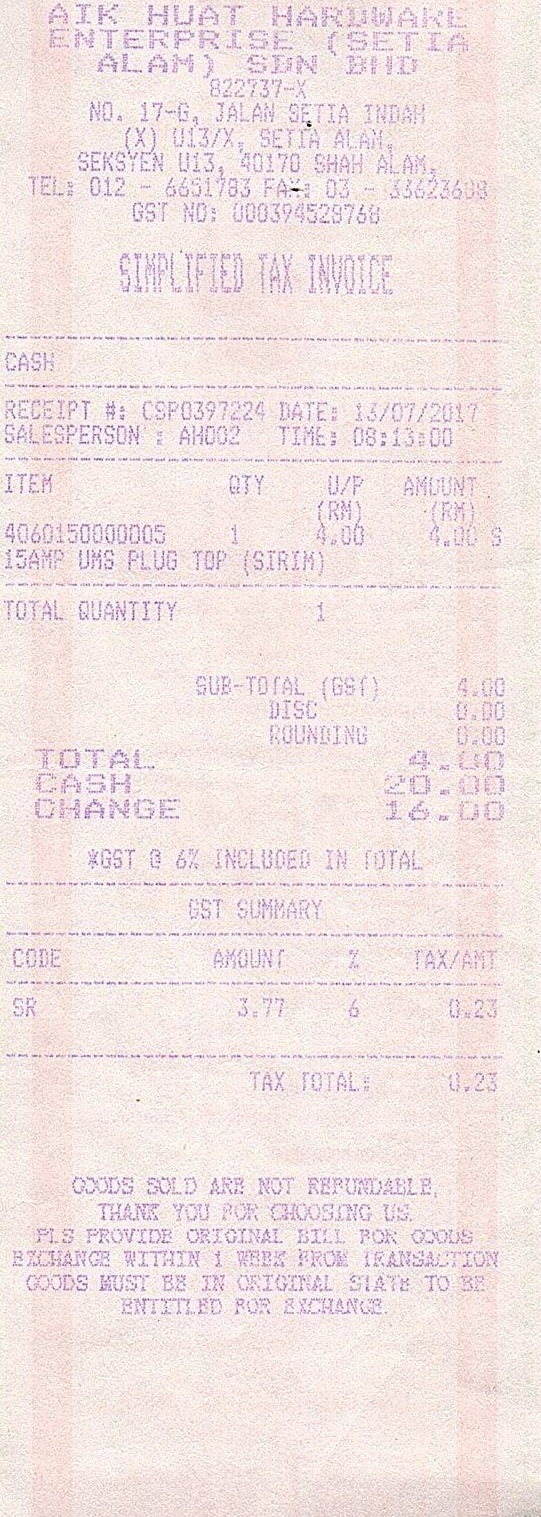 AIK HUAT HARDWARE
ENTERPRISE (SETIA
ALAM) SDN BHD
822737-X
NO. 17-G, JALAN SETIA INDAH
(X) U13/X, SETIA ALAM,
SEKSYEN U13, 40170 SHAH ALAM,
TEL: 012 - 6651783 FAX: 03 - 33623608
GST NO: 000394528768
SIMPLIFIED TAX INVOICE
CASH
RECEIPT #: CSP0397224 DATE: 13/07/2017
SALESPERSON : AH002 TIME: 08:13:00
ITEM QTY U/P AMOUNT
(RM) (RM)
4060150000005 1 4.00 4.00 S
15AMP UMS PLUG TOP (SIRIM)
TOTAL QUANTITY 1
SUB-TOTAL (GST) 4.00
DISC 0.00
ROUNDING 0.00
TOTAL 4.00
CASH 20.00
CHANGE 16.00
*GST @ 6% INCLUDED IN TOTAL
GST SUMMARY
CODE AMOUNT % TAX/AMT
SR 3.77 6 0.23
TAX TOTAL: 0.23
GOODS SOLD ARE NOT REFUNDABLE,
THANK YOU FOR CHOOSING US.
PLS PROVIDE ORIGINAL BILL FOR GOODS
EXCHANGE WITHIN 1 WEEK FROM TRANSACTION
GOODS MUST BE IN ORIGINAL STATE TO BE
ENTITLED FOR EXCHANGE.